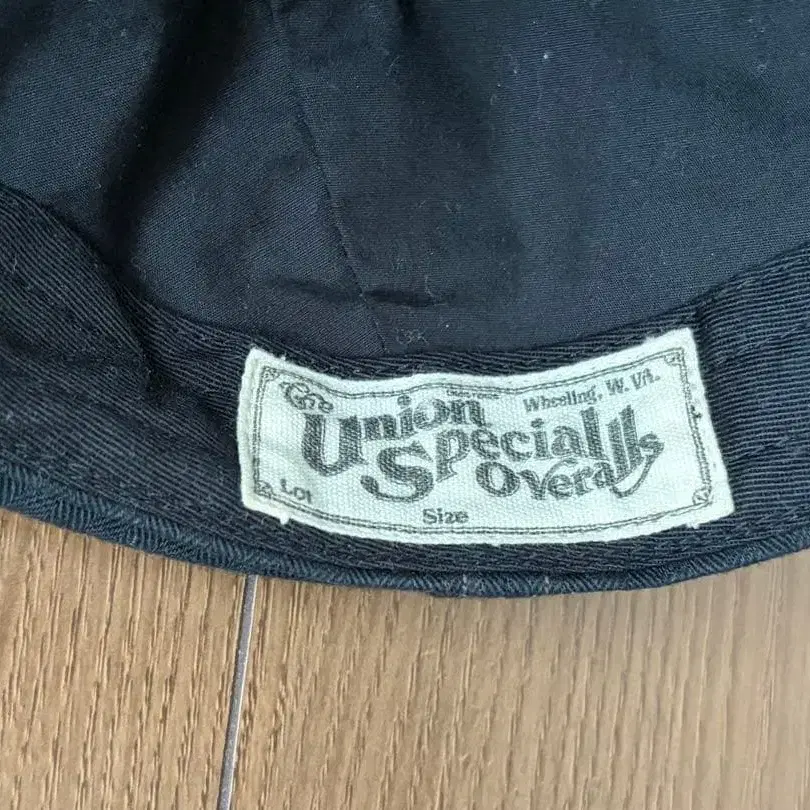 The
Wheeling, W.VA.
Union
Special
Overalls
Lot
Size